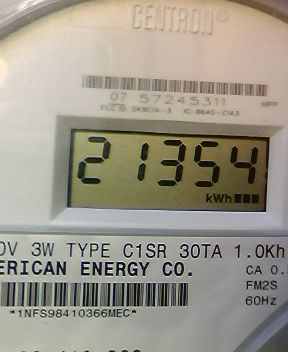 CENTRON®
07 57245311
21354
kWh
0V 3W TYPE C1SR 30TA 1.0Kh
ERICAN ENERGY CO.
CA 0.
FM2S
60Hz
*1NFS98410366MEC*